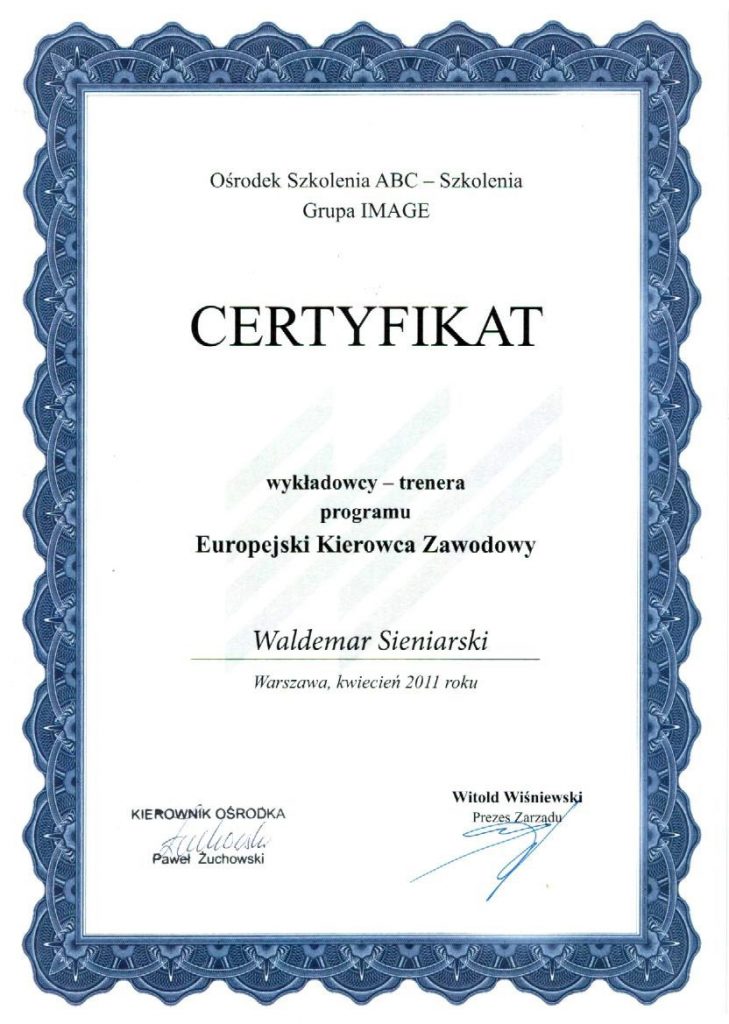 Ośrodek Szkolenia ABC – Szkolenia
Grupa IMAGE
CERTYFIKAT
wykładowcy – trenera
programu
Europejski Kierowca Zawodowy
Waldemar Sieniarski
Warszawa, kwiecień 2011 roku
KIEROWNIK OŚRODKA
Żuchowski
Paweł Żuchowski
Witold Wiśniewski
Prezes Zarządu